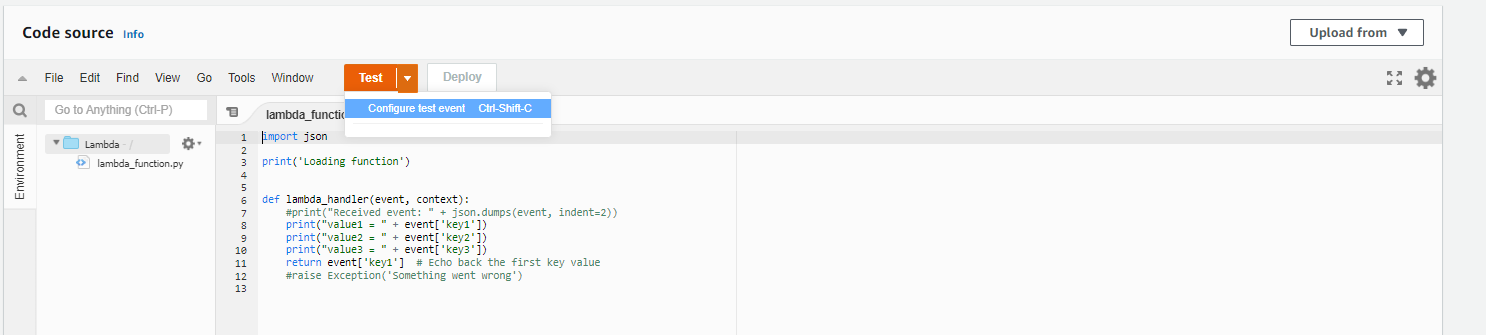 Code source Info
Upload from
File Edit Find View Go Tools Window Test Deploy
Configure test event Ctrl-Shift-C
Go to Anything (Ctrl-P)
lambda_functi
Environment
Lambda - /
lambda_function.py
1 import json
2
3 print('Loading function')
4
5
6 def lambda_handler(event, context):
7 #print("Received event: " + json.dumps(event, indent=2))
8 print("value1 = " + event['key1'])
9 print("value2 = " + event['key2'])
10 print("value3 = " + event['key3'])
11 return event['key1'] # Echo back the first key value
12 #raise Exception('Something went wrong')
13